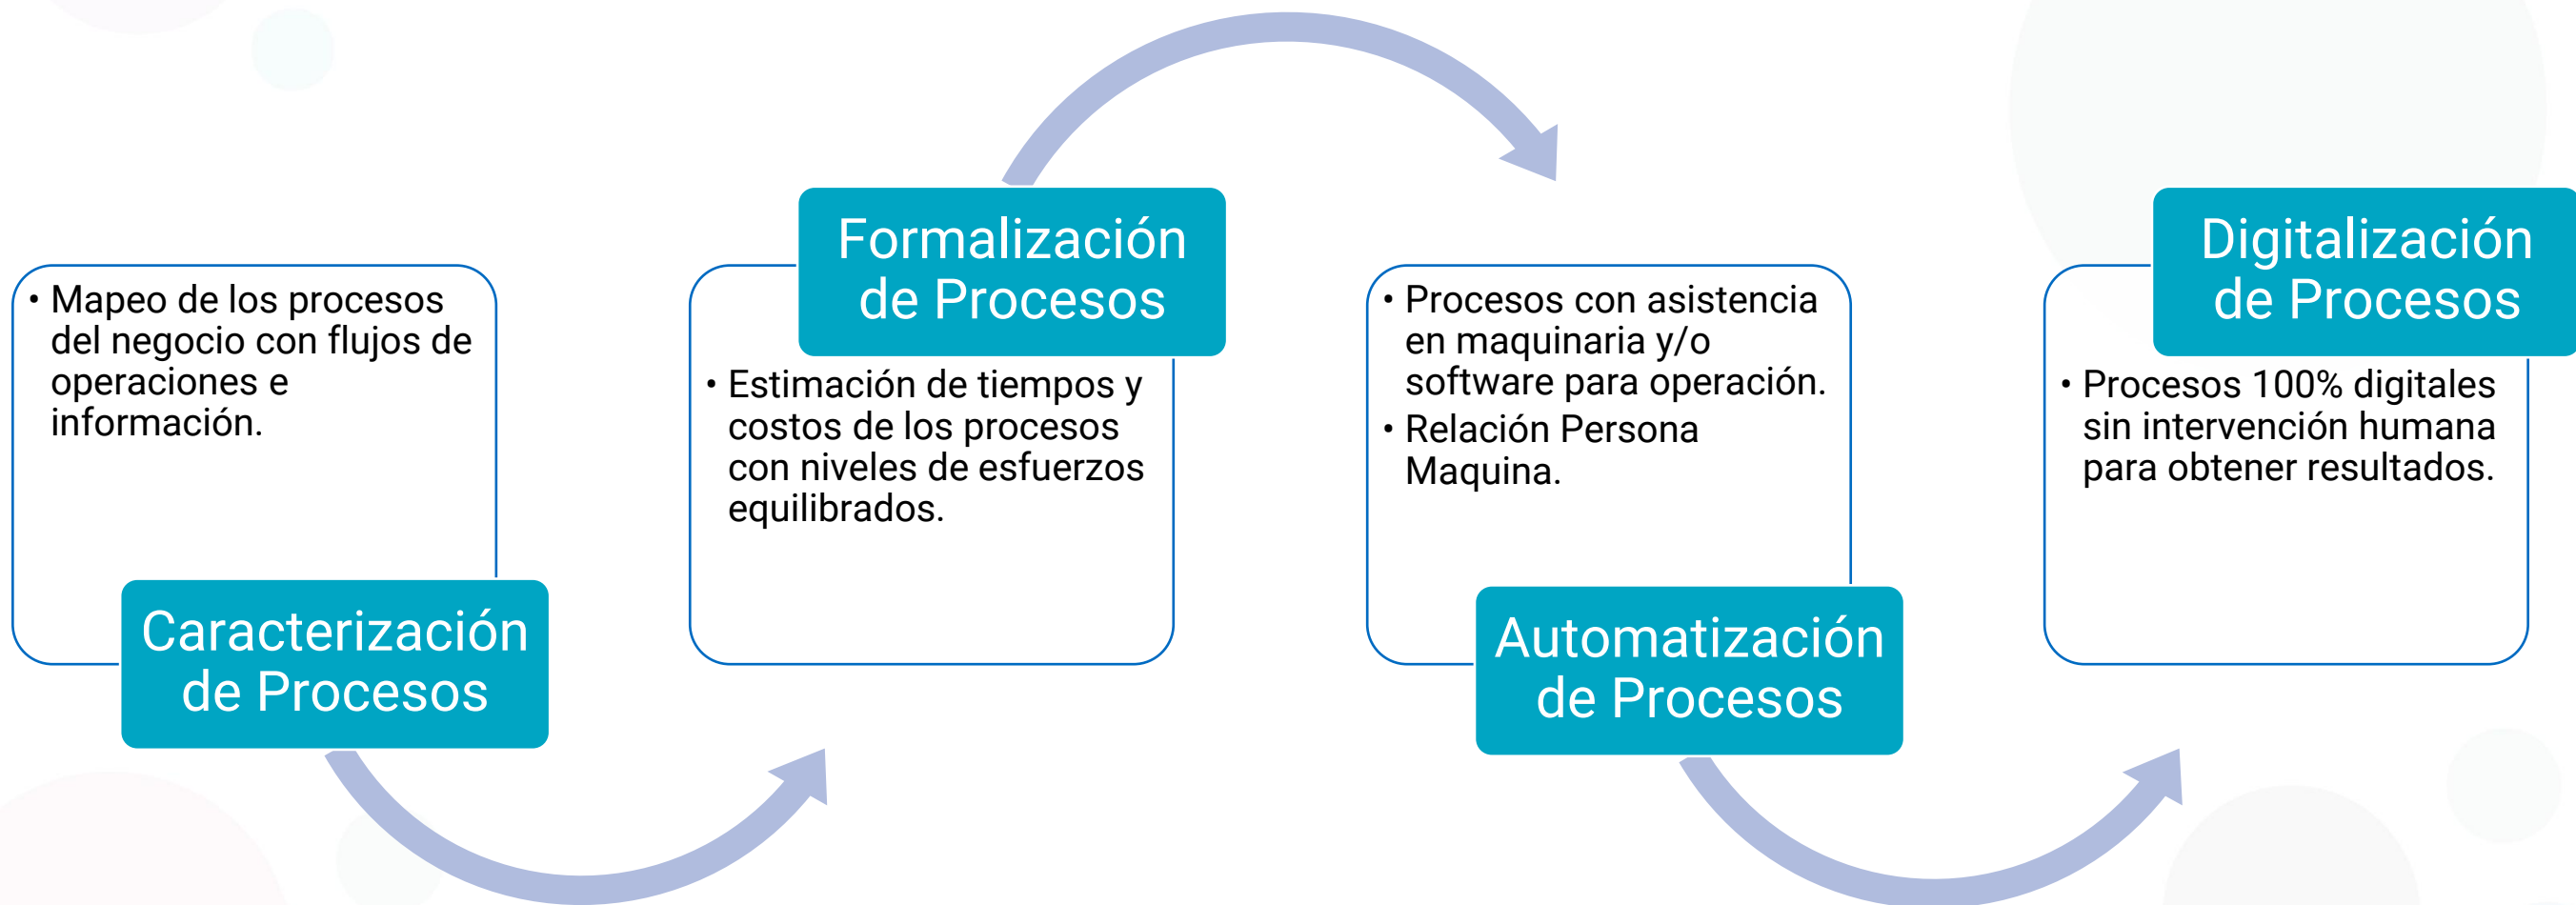 • Mapeo de los procesos
del negocio con flujos de
operaciones e
información.
Caracterización
de Procesos
Formalización
de Procesos
• Estimación de tiempos y
costos de los procesos
con niveles de esfuerzos
equilibrados.
• Procesos con asistencia
en maquinaria y/o
software para operación.
• Relación Persona
Maquina.
Automatización
de Procesos
Digitalización
de Procesos
• Procesos 100% digitales
sin intervención humana
para obtener resultados.